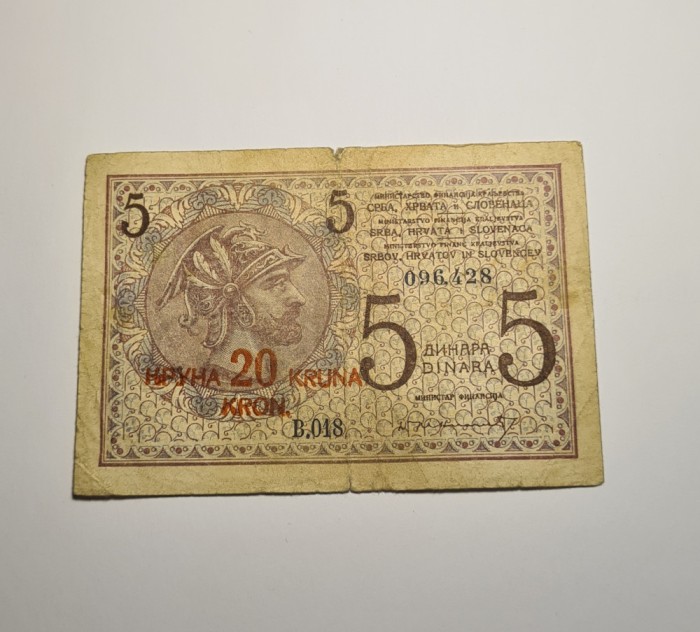 5
5
МИНИСТАРСТВО ФИНАНСИЈА КРАЉЕВСТВА
СРБА, ХРВАТА и СЛОВЕНАЦА
MINISTARSTVO FINANCIJA KRALJEVSTVA
SRBA, HRVATA I SLOVENACA
MINISTERSTVO FINANC KRALJEVSTVA
SRBOV, HRVATOV IN SLOVENCEV
096.428
5
5
ДИНАРА
DINARA
КРУНА 20 KRUNA
KRON.
МИНИСТАР ФИНАНСИЈА
B.018